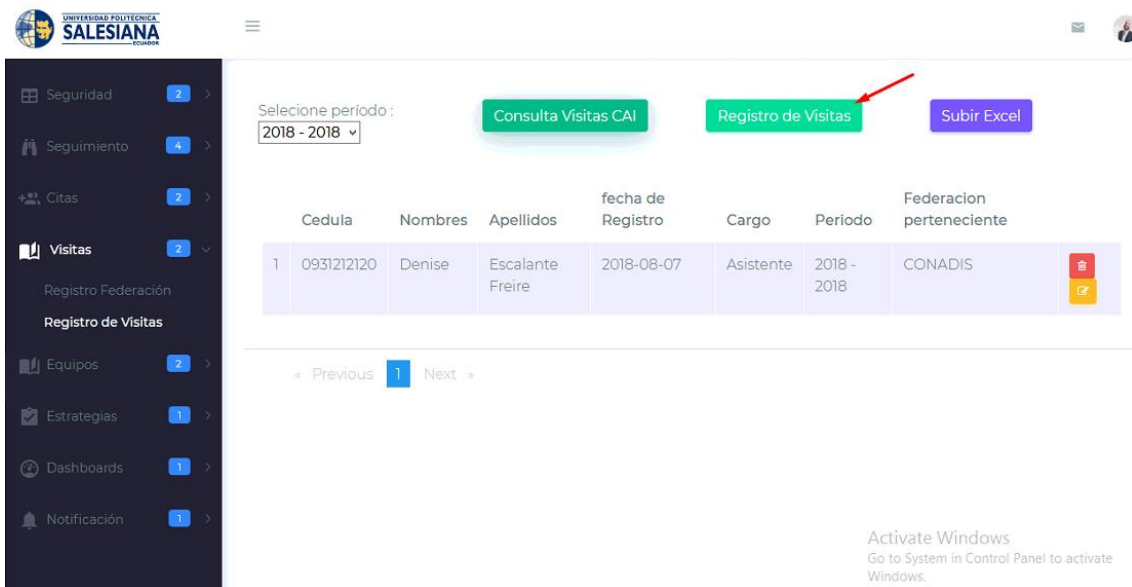 UNIVERSIDAD POLITÉCNICA
SALESIANA
ECUADOR
Seguridad 2
Seguimiento 4
Citas 2
Visitas 2
Registro Federación
Registro de Visitas
Equipos 2
Estrategias 1
Dashboards 1
Notificación 1
Selecione período :
2018 - 2018
Consulta Visitas CAI
Registro de Visitas
Subir Excel
Cedula Nombres Apellidos fecha de Registro Cargo Periodo Federacion perteneciente
1 0931212120 Denise Escalante Freire 2018-08-07 Asistente 2018 - 2018 CONADIS
« Previous 1 Next »
Activate Windows
Go to System in Control Panel to activate
Windows.